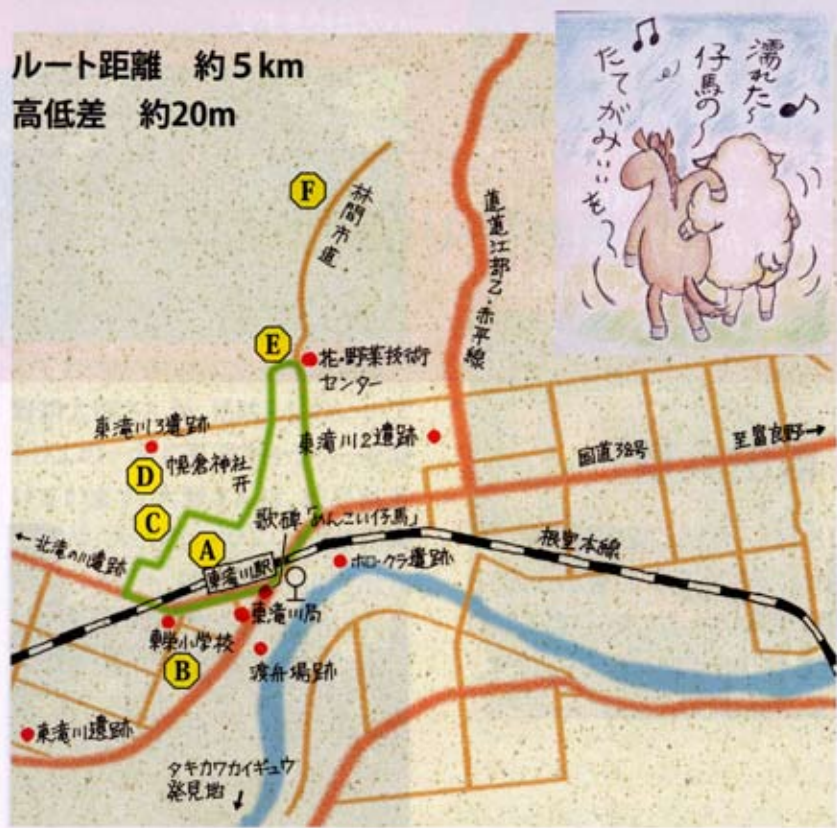 ルート距離 約5km
高低差 約20m
濡れた〜
仔馬の〜
たてがみぃぃを〜
F
林間市道
道道江部乙・赤平線
E
花・野菜技術
センター
東滝川3遺跡
東滝川2遺跡
D
幌倉神社
国道38号
至富良野→
C
歌碑「めんこい仔馬」
←北滝の川遺跡
A
東滝川駅
ホロクラ遺跡
根室本線
東滝川局
東栄小学校
渡舟場跡
B
東滝川遺跡
タキカワカイギュウ
発見地↓